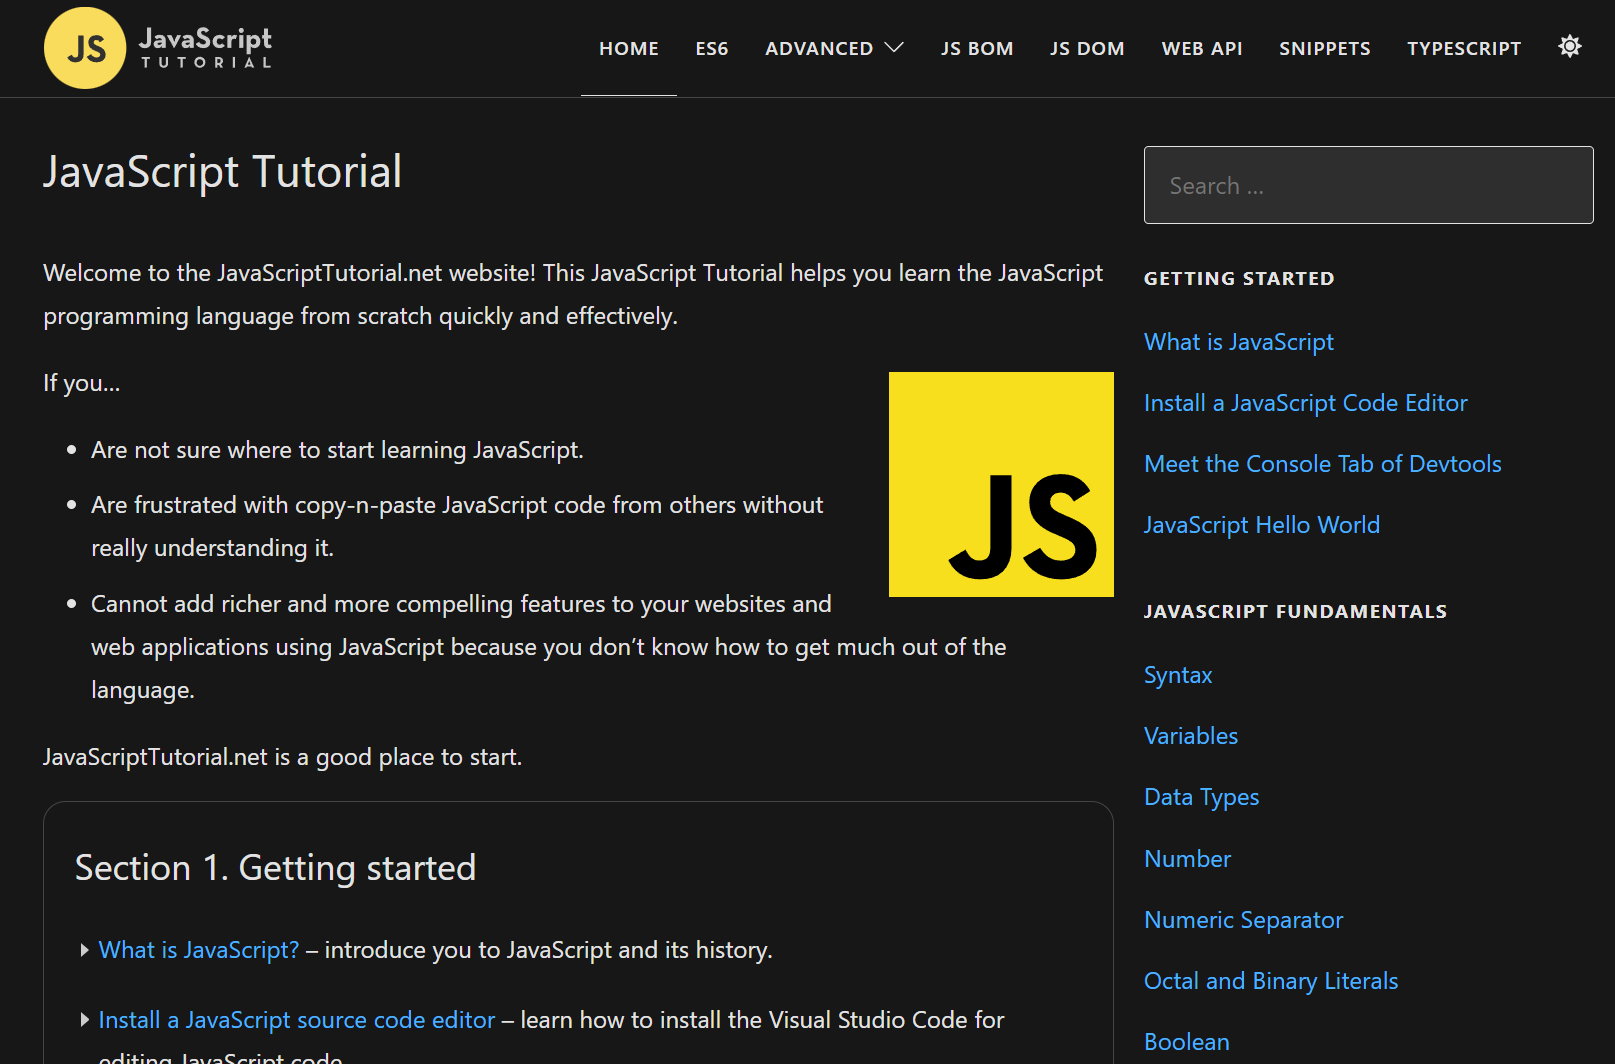 JS JavaScript
TUTORIAL
HOME ES6 ADVANCED JS BOM JS DOM WEB API SNIPPETS TYPESCRIPT
JavaScript Tutorial
Welcome to the JavaScriptTutorial.net website! This JavaScript Tutorial helps you learn the JavaScript
programming language from scratch quickly and effectively.
If you…
Are not sure where to start learning JavaScript.
Are frustrated with copy-n-paste JavaScript code from others without
really understanding it.
Cannot add richer and more compelling features to your websites and
web applications using JavaScript because you don’t know how to get much out of the
language.
JS
JavaScriptTutorial.net is a good place to start.
Section 1. Getting started
What is JavaScript? – introduce you to JavaScript and its history.
Install a JavaScript source code editor – learn how to install the Visual Studio Code for
editing JavaScript code.
Search …
GETTING STARTED
What is JavaScript
Install a JavaScript Code Editor
Meet the Console Tab of Devtools
JavaScript Hello World
JAVASCRIPT FUNDAMENTALS
Syntax
Variables
Data Types
Number
Numeric Separator
Octal and Binary Literals
Boolean